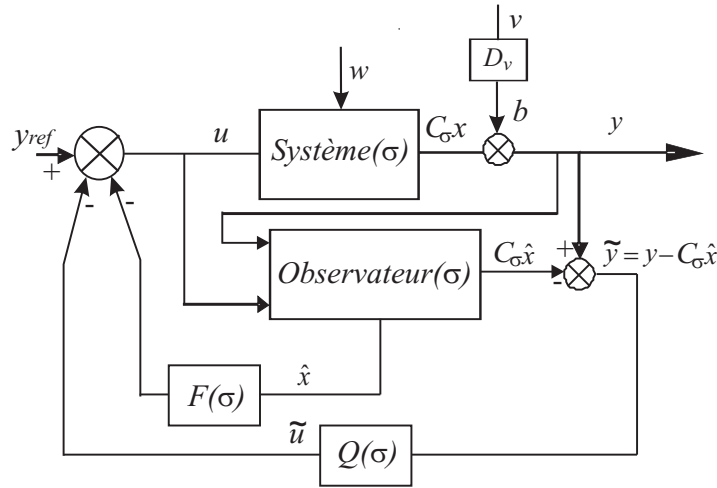 v
w
D_v
y_ref
u
Système(σ)
C_σx
b
y
+
-
-
Observateur(σ)
C_σx̂
+
-
ỹ = y – C_σx̂
F(σ)
x̂
ũ
Q(σ)